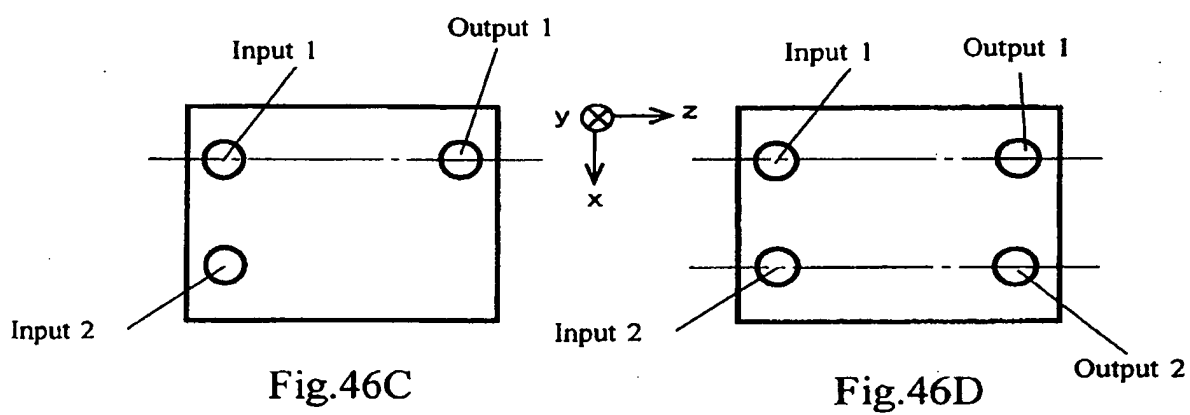 Input 1
Output 1
Input 2
Fig.46C
y
z
x
Input 1
Output 1
Input 2
Output 2
Fig.46D